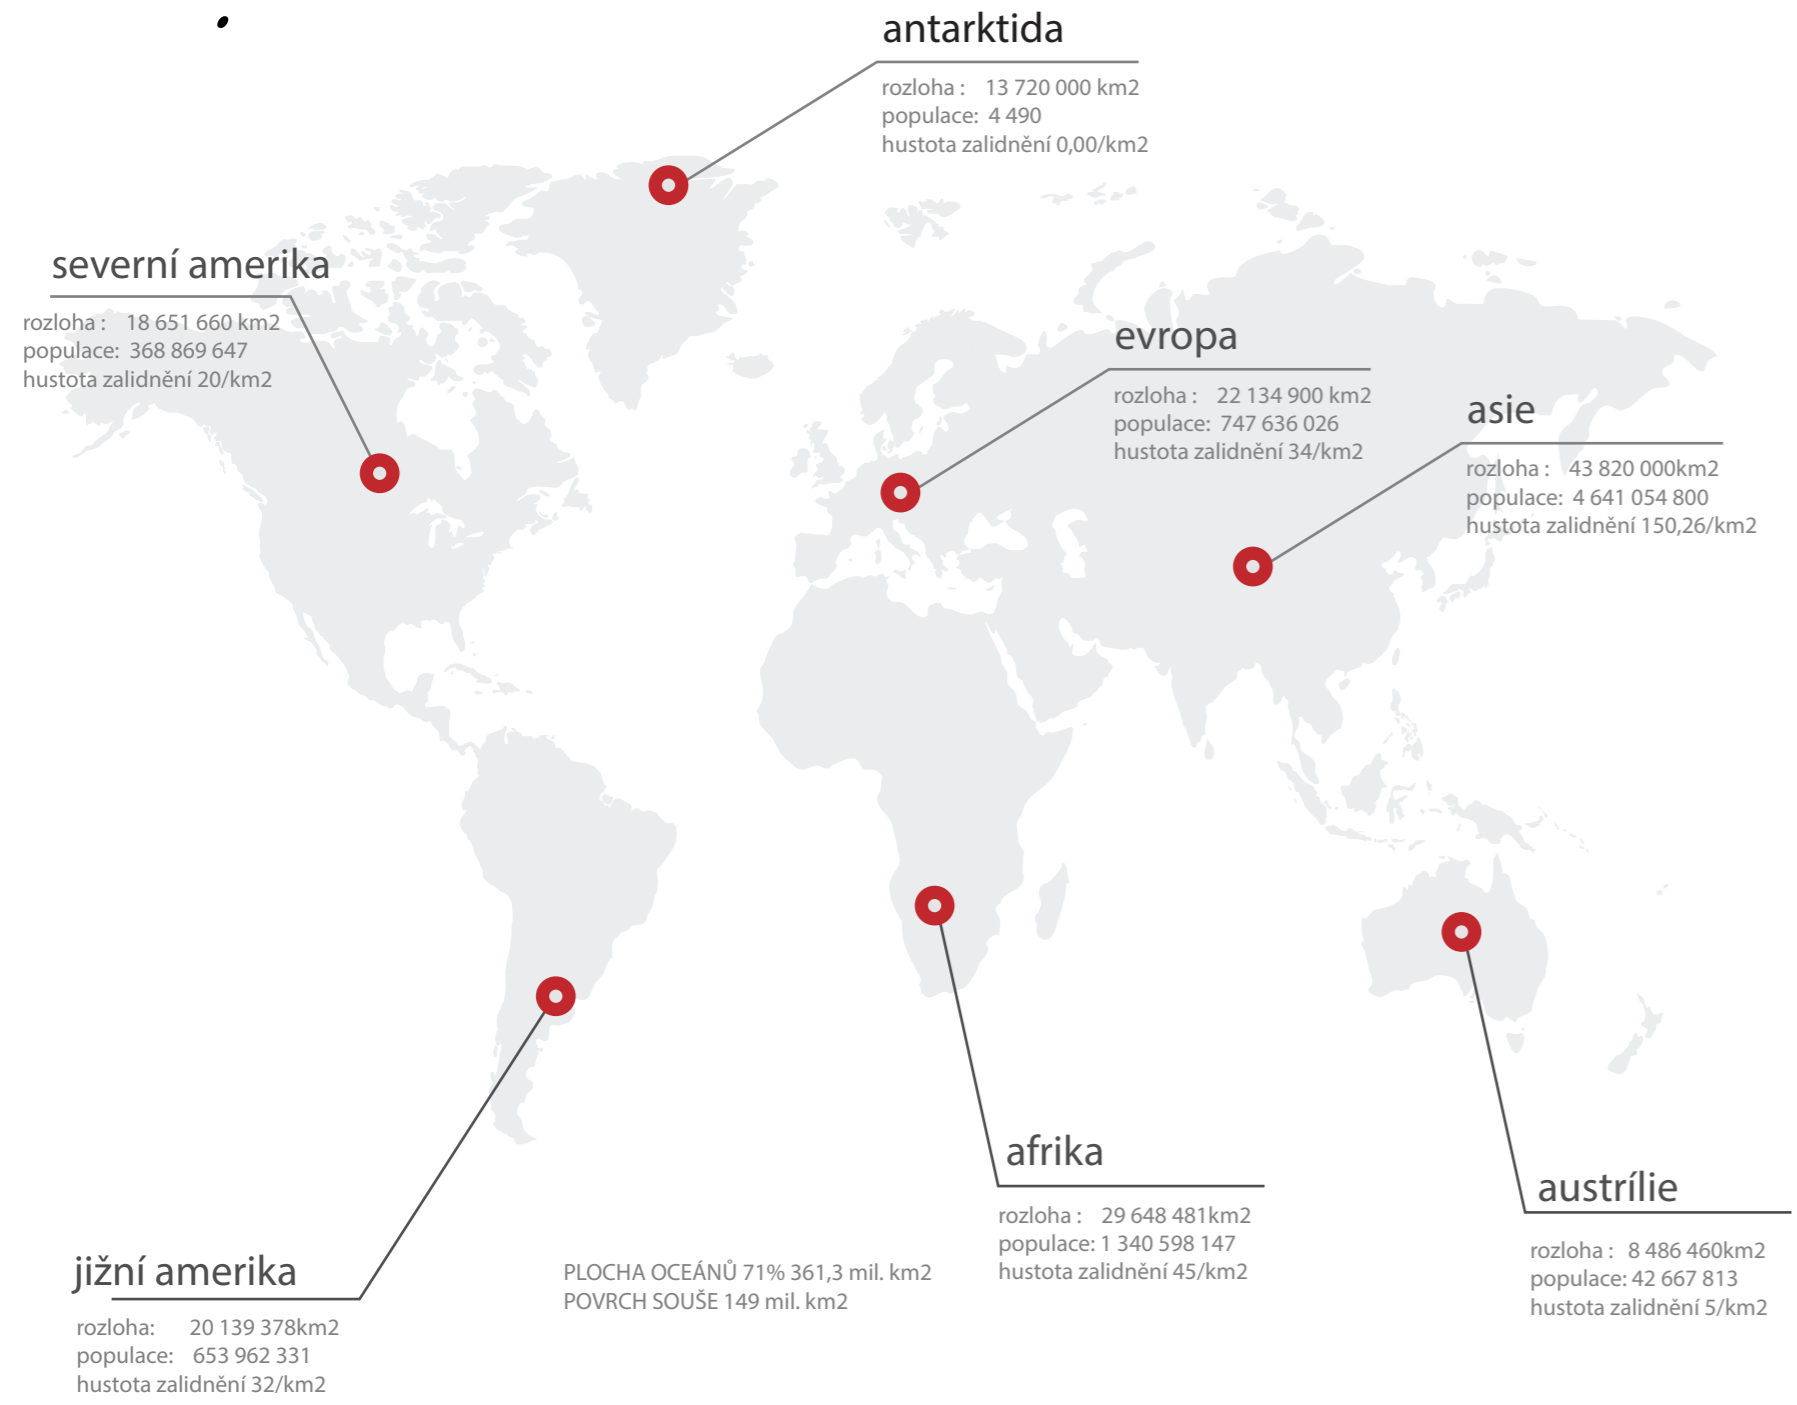 antarktida
rozloha : 13 720 000 km2
populace: 4 490
hustota zalidnění 0,00/km2
severní amerika
rozloha : 18 651 660 km2
populace: 368 869 647
hustota zalidnění 20/km2
evropa
rozloha : 22 134 900 km2
populace: 747 636 026
hustota zalidnění 34/km2
asie
rozloha : 43 820 000km2
populace: 4 641 054 800
hustota zalidnění 150,26/km2
afrika
rozloha : 29 648 481km2
populace: 1 340 598 147
hustota zalidnění 45/km2
austrílie
rozloha : 8 486 460km2
populace: 42 667 813
hustota zalidnění 5/km2
jižní amerika
rozloha: 20 139 378km2
populace: 653 962 331
hustota zalidnění 32/km2
PLOCHA OCEÁNŮ 71% 361,3 mil. km2
POVRCH SOUŠE 149 mil. km2